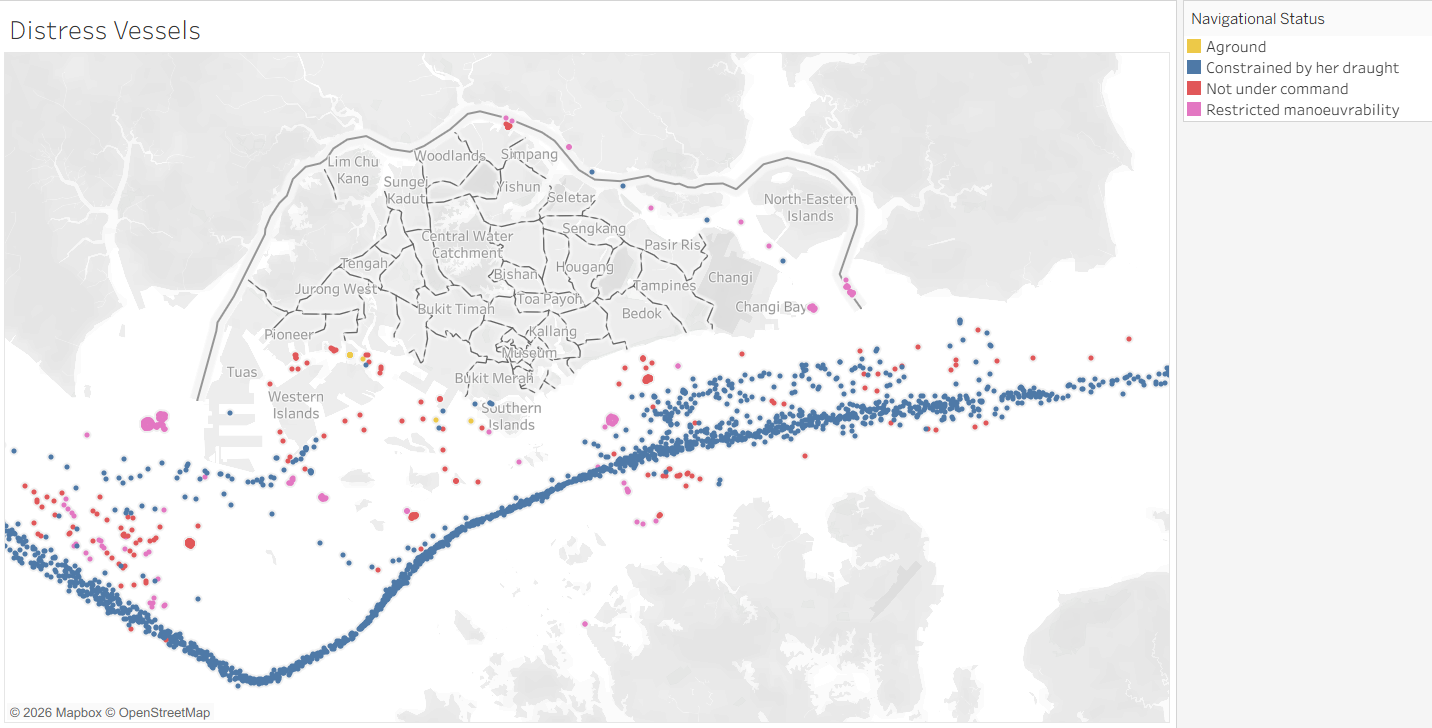 Distress Vessels
Navigational Status
Aground
Constrained by her draught
Not under command
Restricted manoeuvrability
Woodlands
Simpang
Lim Chu
Kang
Sungei
Kadut
Yishun
Seletar
North-Eastern
Islands
Central Water
Catchment
Sengkang
Pasir Ris
Tengah
Bishan
Hougang
Changi
Jurong West
Tampines
Toa Payoh
Bukit Timah
Changi Bay
Bedok
Pioneer
Kallang
Museum
Tuas
Bukit Merah
Western
Islands
Southern
Islands
© 2026 Mapbox © OpenStreetMap